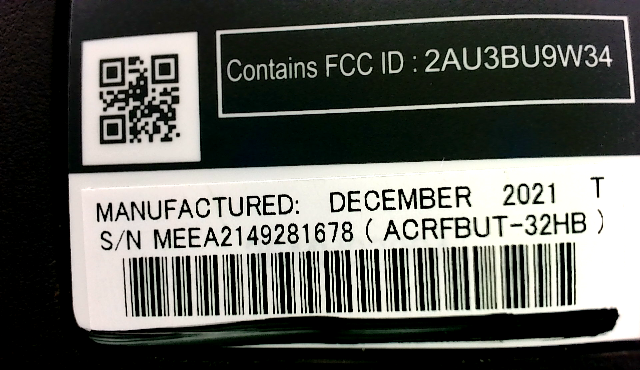 Contains FCC ID : 2AU3BU9W34
MANUFACTURED: DECEMBER 2021 T
S/N MEEA2149281678 ( ACRFBUT-32HB )